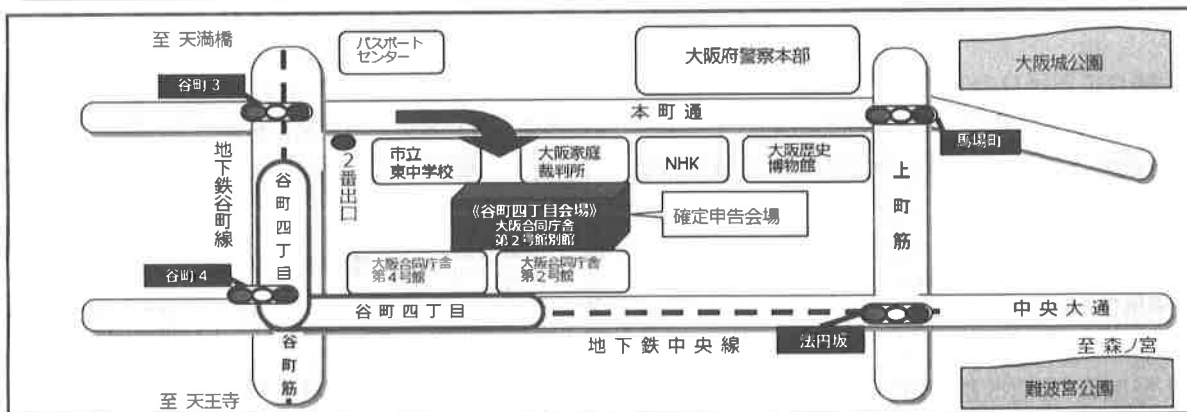 至 天満橋
パスポート
センター
大阪府警察本部
大阪城公園
谷町3
本町通
馬場町
地下鉄谷町線
谷町四丁目
2番出口
市立
東中学校
大阪家庭
裁判所
NHK
大阪歴史
博物館
上町筋
《谷町四丁目会場》
大阪合同庁舎
第2号館別館
確定申告会場
大阪合同庁舎
第4号館
大阪合同庁舎
第2号館
谷町4
谷町四丁目
中央大通
谷町筋
地下鉄中央線
法円坂
至 森ノ宮
難波宮公園
至 天王寺